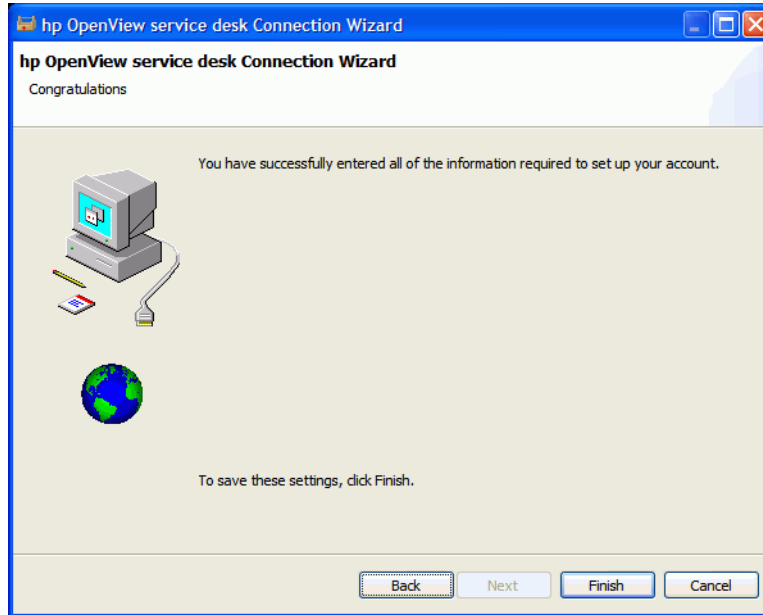 hp OpenView service desk Connection Wizard
hp OpenView service desk Connection Wizard
Congratulations
You have successfully entered all of the information required to set up your account.
To save these settings, click Finish.
Back Next Finish Cancel